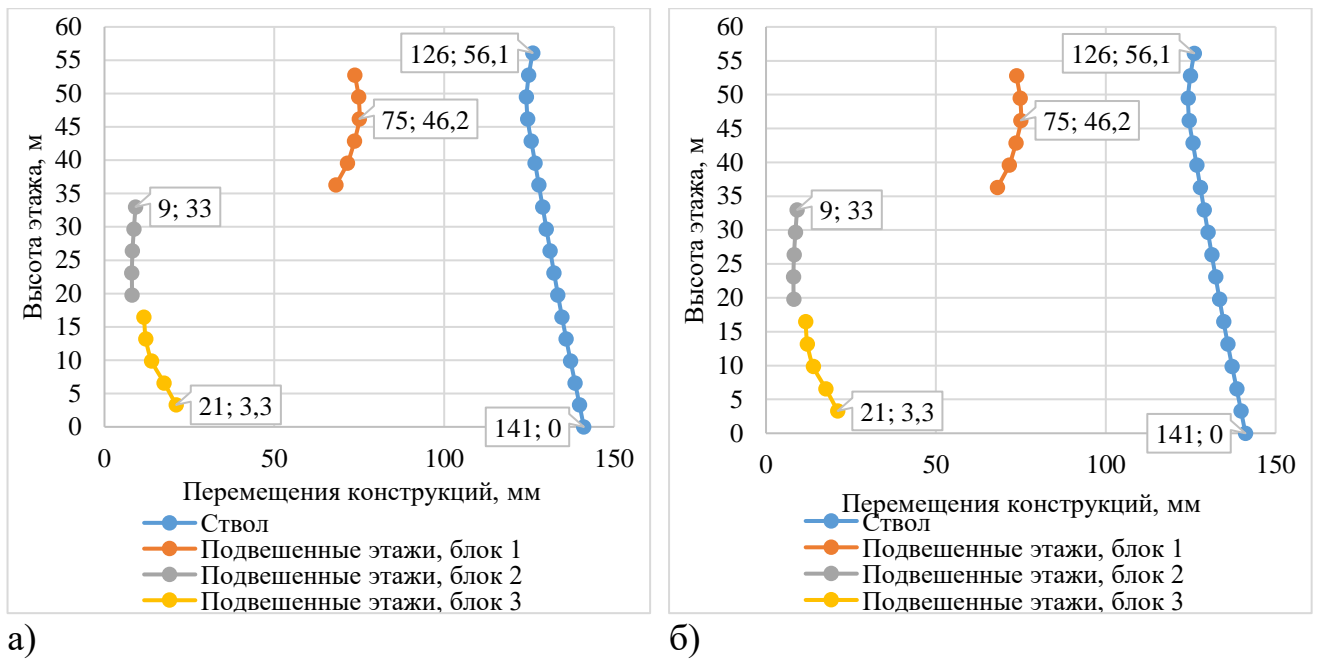 60
55
50
45
40
35
30
25
20
15
10
5
0
Высота этажа, м
126; 56,1
75; 46,2
9; 33
21; 3,3
141; 0
0 50 100 150
Перемещения конструкций, мм
Ствол
Подвешенные этажи, блок 1
Подвешенные этажи, блок 2
Подвешенные этажи, блок 3
а)
60
55
50
45
40
35
30
25
20
15
10
5
0
Высота этажа, м
126; 56,1
75; 46,2
9; 33
21; 3,3
141; 0
0 50 100 150
Перемещения конструкций, мм
Ствол
Подвешенные этажи, блок 1
Подвешенные этажи, блок 2
Подвешенные этажи, блок 3
б)